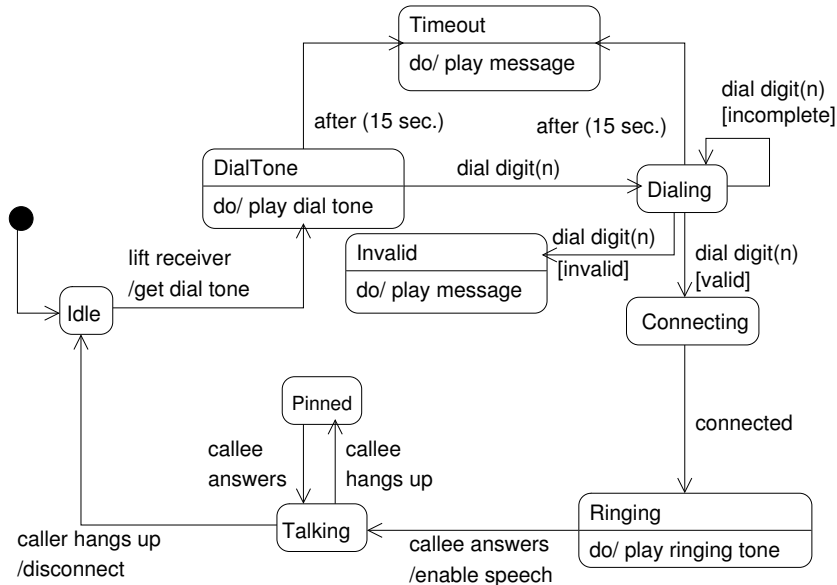 Timeout
do/ play message
dial digit(n)
[incomplete]
after (15 sec.)
after (15 sec.)
DialTone
do/ play dial tone
dial digit(n)
Dialing
lift receiver
/get dial tone
Invalid
do/ play message
dial digit(n)
[invalid]
dial digit(n)
[valid]
Idle
Connecting
Pinned
connected
callee
answers
callee
hangs up
Ringing
do/ play ringing tone
Talking
caller hangs up
/disconnect
callee answers
/enable speech